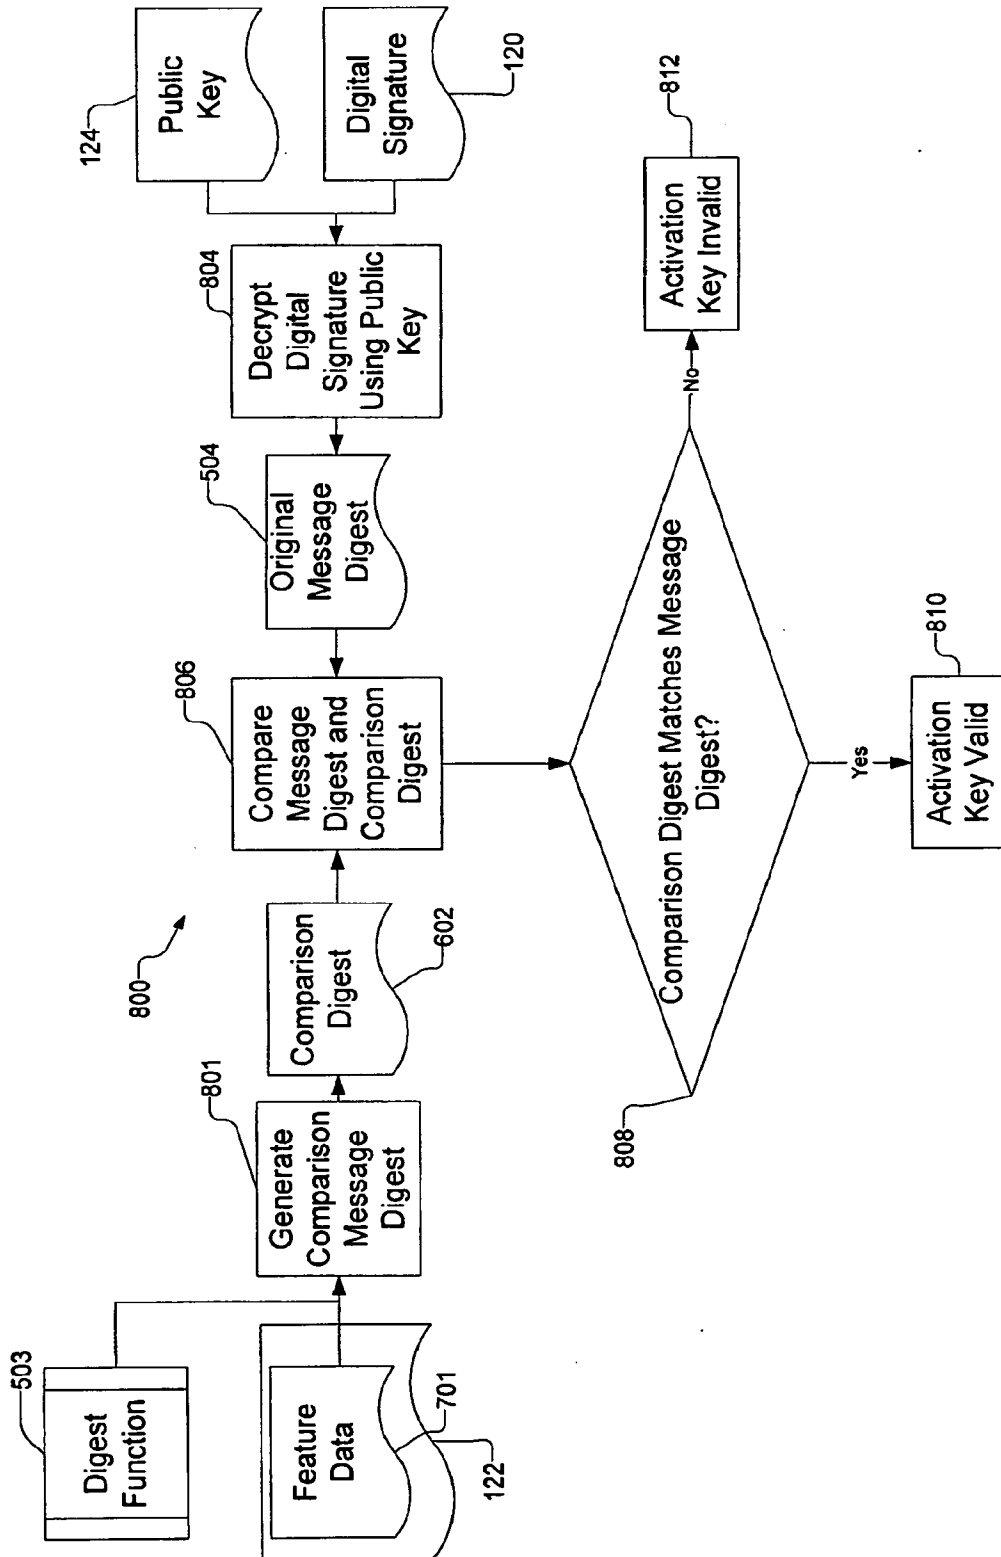 800
503
Digest
Function
Feature
Data
701
122
801
Generate
Comparison
Message
Digest
Comparison
Digest
602
806
Compare
Message
Digest and
Comparison
Digest
504
Original
Message
Digest
804
Decrypt
Digital
Signature
Using Public
Key
124
Public
Key
Digital
Signature
120
808
Comparison Digest Matches Message
Digest?
No
812
Activation
Key Invalid
Yes
810
Activation
Key Valid